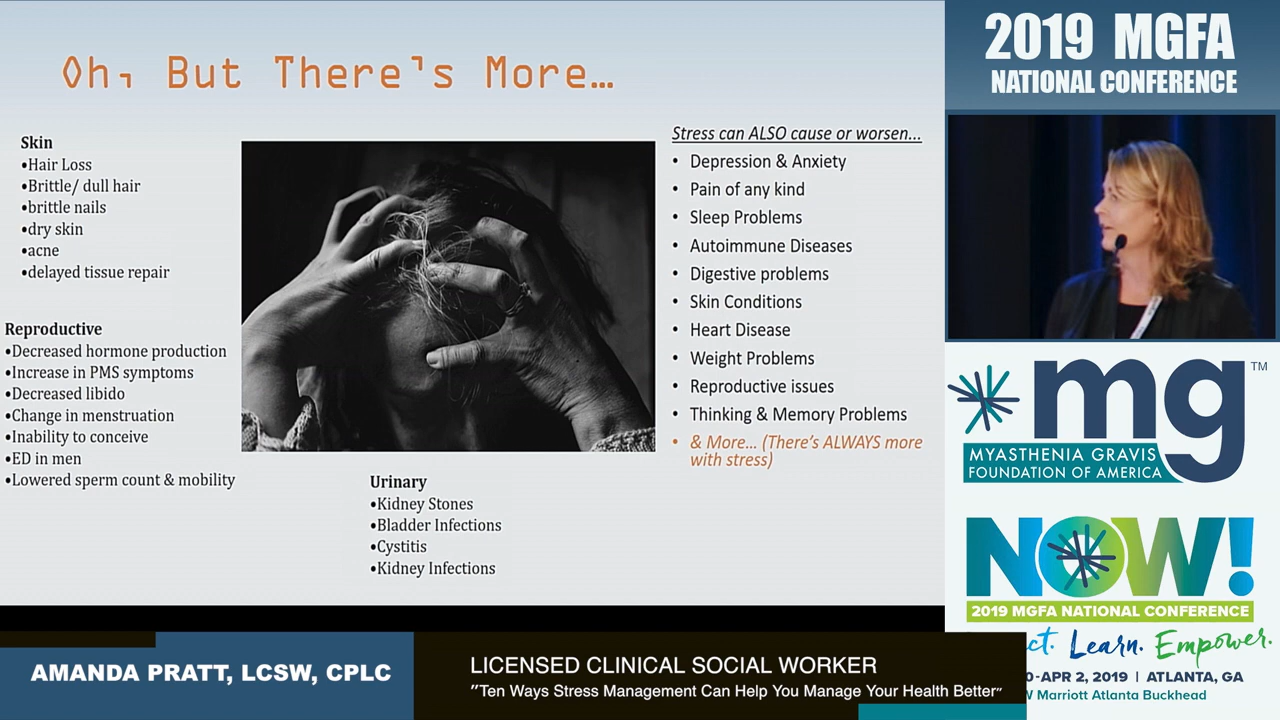 Oh, But There's More…
Skin
•Hair Loss
•Brittle/ dull hair
•brittle nails
•dry skin
•acne
•delayed tissue repair
Reproductive
•Decreased hormone production
•Increase in PMS symptoms
•Decreased libido
•Change in menstruation
•Inability to conceive
•ED in men
•Lowered sperm count & mobility
Urinary
•Kidney Stones
•Bladder Infections
•Cystitis
•Kidney Infections
Stress can ALSO cause or worsen...
• Depression & Anxiety
• Pain of any kind
• Sleep Problems
• Autoimmune Diseases
• Digestive problems
• Skin Conditions
• Heart Disease
• Weight Problems
• Reproductive issues
• Thinking & Memory Problems
• & More... (There's ALWAYS more
with stress)
2019 MGFA
NATIONAL CONFERENCE
mg™
MYASTHENIA GRAVIS
FOUNDATION OF AMERICA
NOW!
2019 MGFA NATIONAL CONFERENCE
Learn. Empower.
APR 2, 2019 | ATLANTA, GA
Marriott Atlanta Buckhead
AMANDA PRATT, LCSW, CPLC
LICENSED CLINICAL SOCIAL WORKER
"Ten Ways Stress Management Can Help You Manage Your Health Better"